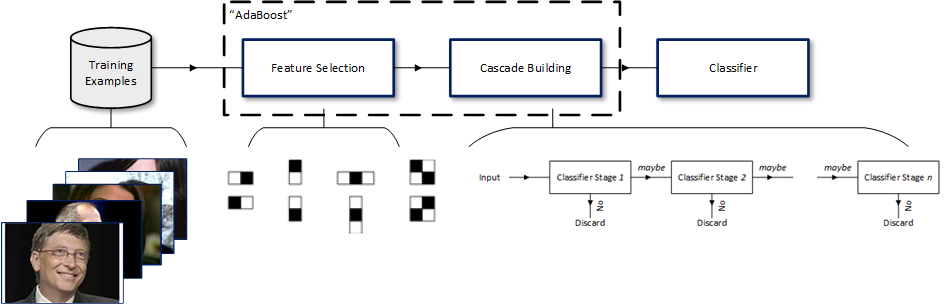 “AdaBoost”
Training
Examples
Feature Selection
Cascade Building
Classifier
Input
Classifier Stage 1
maybe
Classifier Stage 2
maybe
maybe
Classifier Stage n
No
No
No
Discard
Discard
Discard